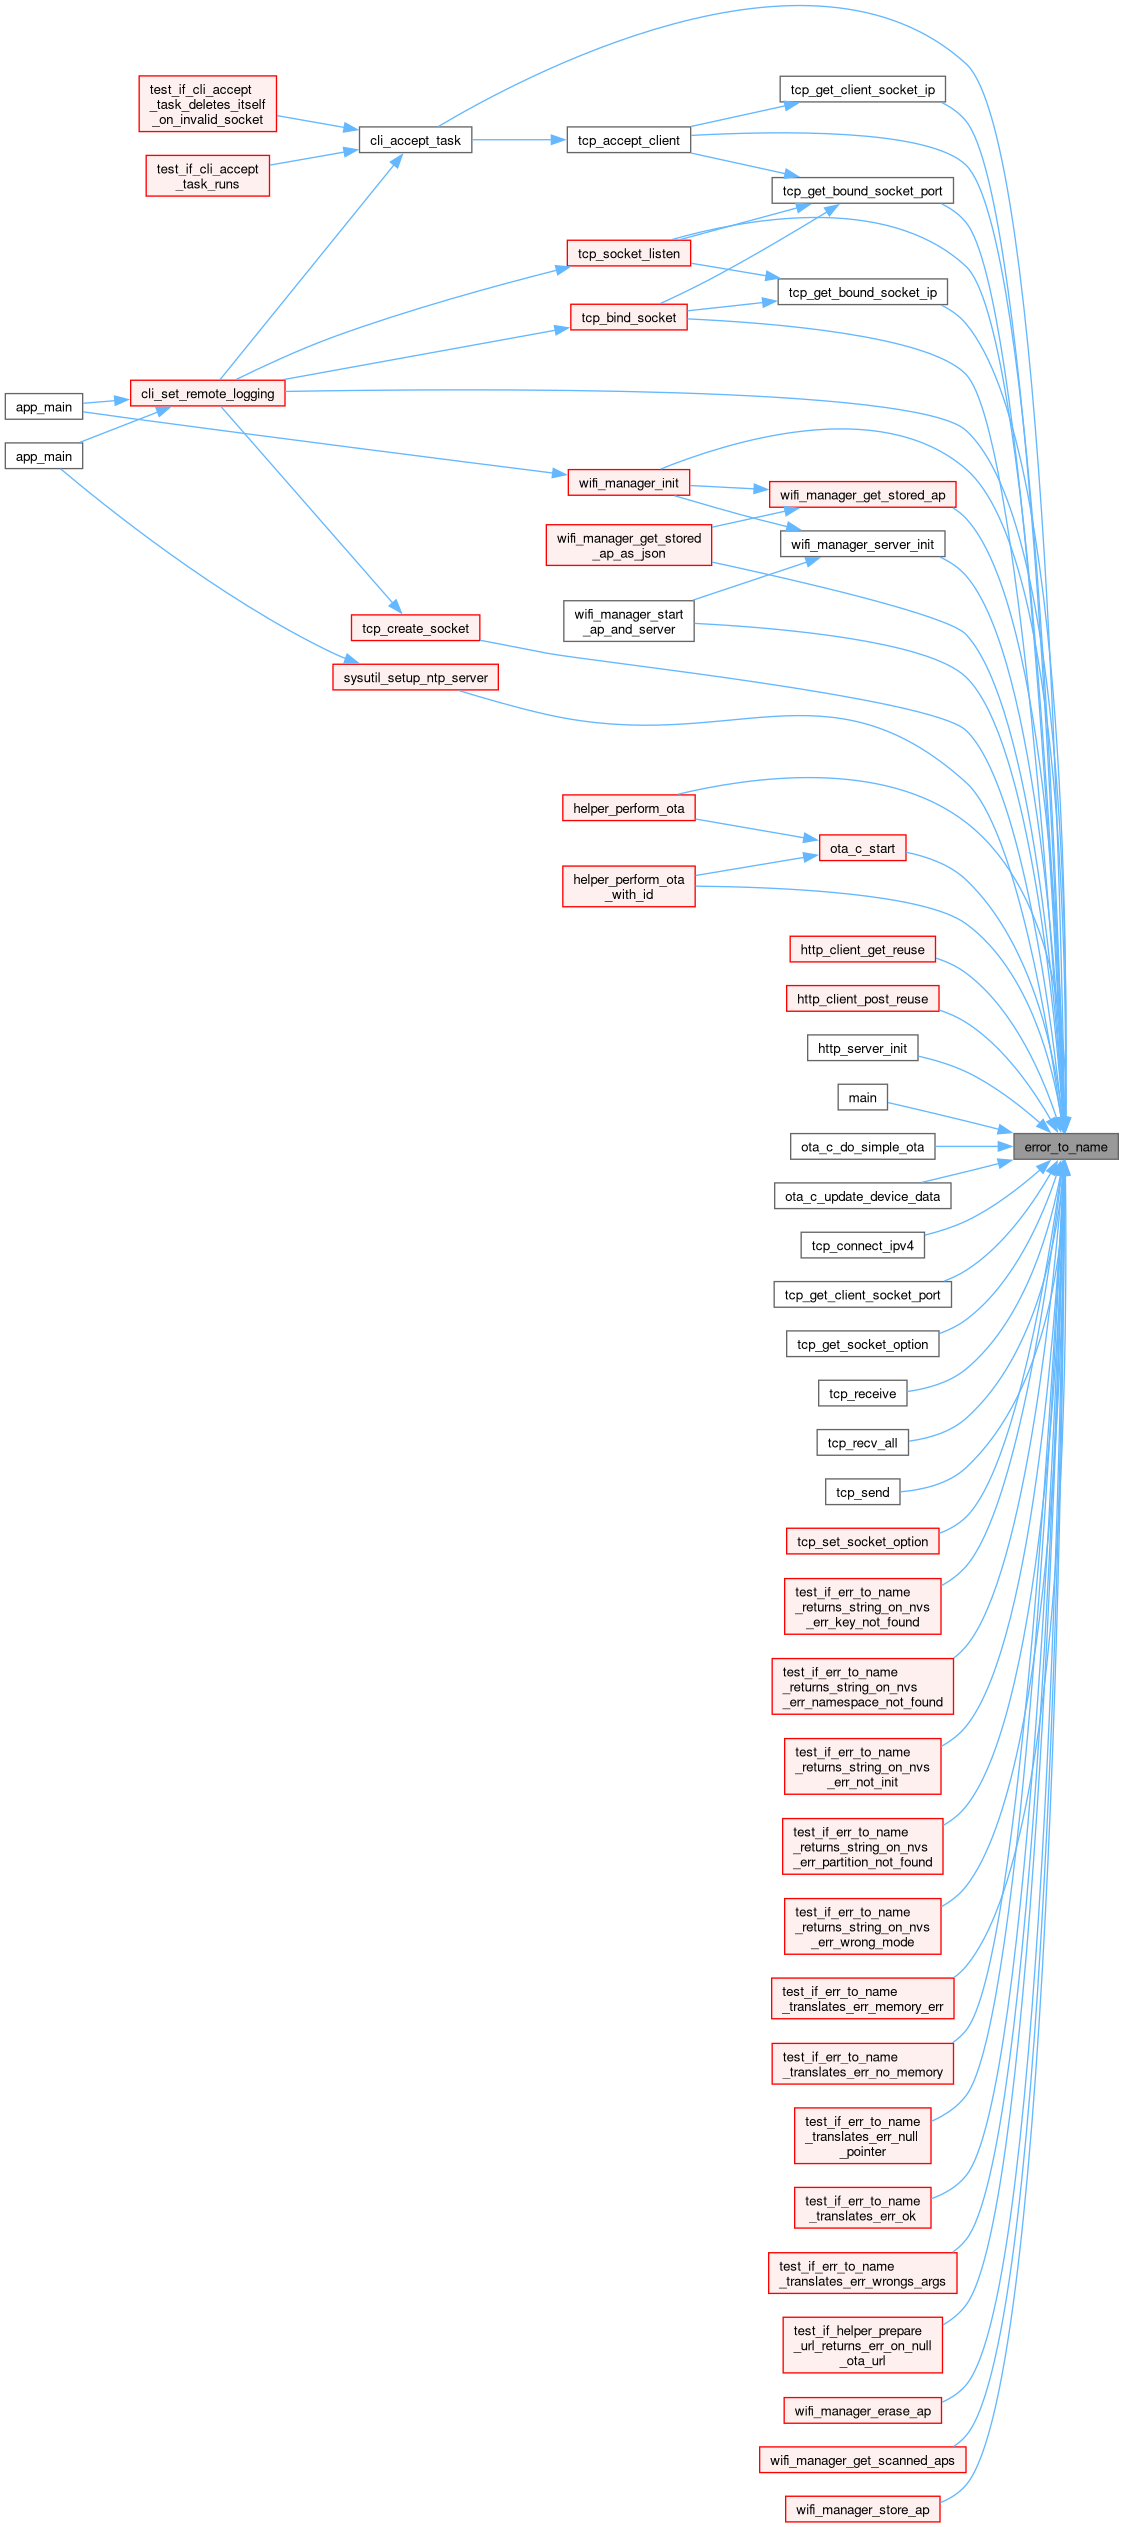 test_if_cli_accept
_task_deletes_itself
_on_invalid_socket
test_if_cli_accept
_task_runs
cli_accept_task
tcp_get_client_socket_ip
tcp_accept_client
tcp_get_bound_socket_port
tcp_socket_listen
tcp_get_bound_socket_ip
tcp_bind_socket
cli_set_remote_logging
app_main
app_main
wifi_manager_init
wifi_manager_get_stored_ap
wifi_manager_get_stored
_ap_as_json
wifi_manager_server_init
wifi_manager_start
_ap_and_server
tcp_create_socket
sysutil_setup_ntp_server
helper_perform_ota
ota_c_start
helper_perform_ota
_with_id
http_client_get_reuse
http_client_post_reuse
http_server_init
main
error_to_name
ota_c_do_simple_ota
ota_c_update_device_data
tcp_connect_ipv4
tcp_get_client_socket_port
tcp_get_socket_option
tcp_receive
tcp_recv_all
tcp_send
tcp_set_socket_option
test_if_err_to_name
_returns_string_on_nvs
_err_key_not_found
test_if_err_to_name
_returns_string_on_nvs
_err_namespace_not_found
test_if_err_to_name
_returns_string_on_nvs
_err_not_init
test_if_err_to_name
_returns_string_on_nvs
_err_partition_not_found
test_if_err_to_name
_returns_string_on_nvs
_err_wrong_mode
test_if_err_to_name
_translates_err_memory_err
test_if_err_to_name
_translates_err_no_memory
test_if_err_to_name
_translates_err_null
_pointer
test_if_err_to_name
_translates_err_ok
test_if_err_to_name
_translates_err_wrongs_args
test_if_helper_prepare
_url_returns_err_on_null
_ota_url
wifi_manager_erase_ap
wifi_manager_get_scanned_aps
wifi_manager_store_ap